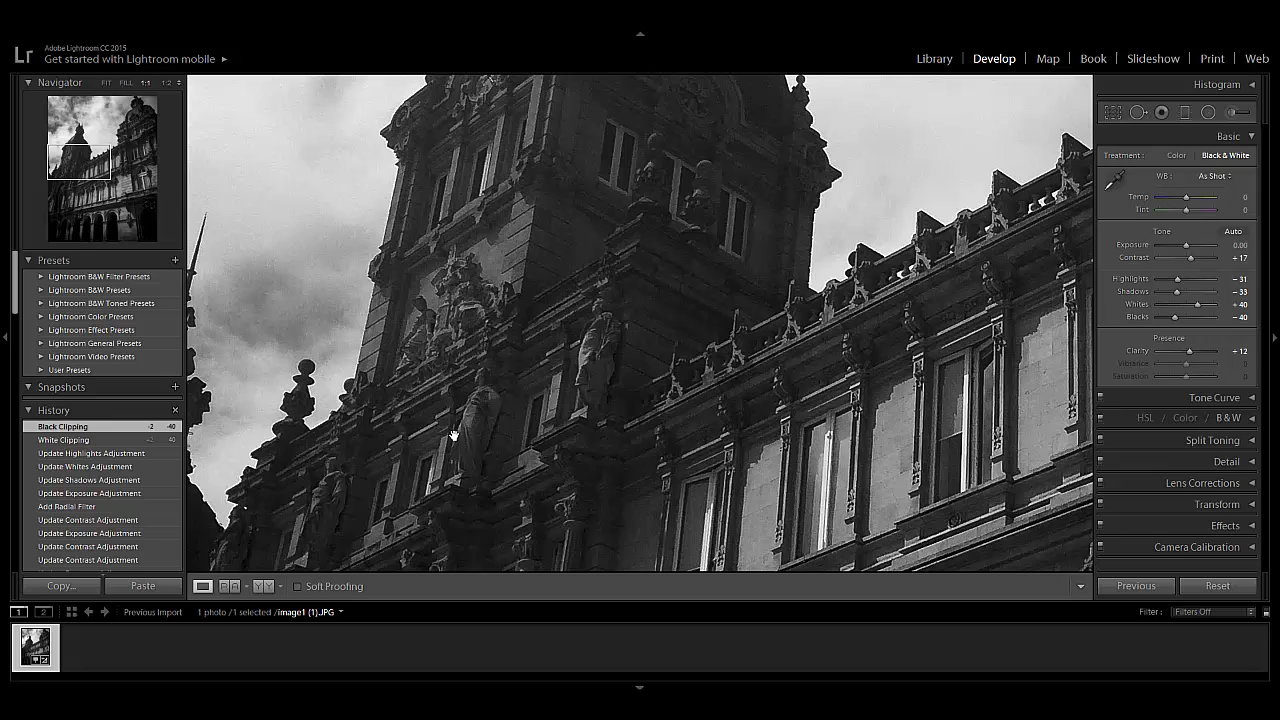 Lr Adobe Lightroom CC 2015
Get started with Lightroom mobile
Library Develop Map Book Slideshow Print Web
Navigator FIT FILL 1:1 1:2
Presets +
Lightroom B&W Filter Presets
Lightroom B&W Presets
Lightroom B&W Toned Presets
Lightroom Color Presets
Lightroom Effect Presets
Lightroom General Presets
Lightroom Video Presets
User Presets
Snapshots +
History ×
Black Clipping -2 -40
White Clipping 40
Update Highlights Adjustment
Update Whites Adjustment
Update Shadows Adjustment
Update Exposure Adjustment
Add Radial Filter
Update Contrast Adjustment
Update Exposure Adjustment
Update Contrast Adjustment
Update Contrast Adjustment
Copy... Paste
Histogram
Basic
Treatment : Color Black & White
WB : As Shot
Temp 0
Tint 0
Tone Auto
Exposure 0.00
Contrast + 17
Highlights – 31
Shadows – 33
Whites + 40
Blacks – 40
Presence
Clarity + 12
Vibrance
Saturation
Tone Curve
HSL / Color / B&W
Split Toning
Detail
Lens Corrections
Transform
Effects
Camera Calibration
Previous Reset
R A Y Y Soft Proofing
1 2 Previous Import 1 photo /1 selected /image1 (1).JPG Filter : Filters Off